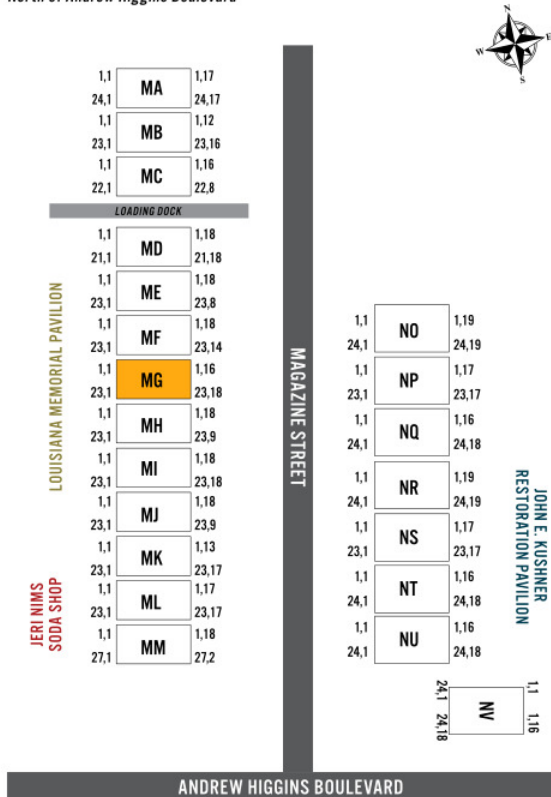 N
W E
S
1,1 MA 1,17
24,1 24,17
1,1 MB 1,12
23,1 23,16
1,1 MC 1,16
22,1 22,8
LOADING DOCK
1,1 MD 1,18
21,1 21,18
1,1 ME 1,18
23,1 23,8
1,1 MF 1,18
23,1 23,14
1,1 MG 1,16
23,1 23,18
1,1 MH 1,18
23,1 23,9
1,1 MI 1,18
23,1 23,18
1,1 MJ 1,18
23,1 23,9
1,1 MK 1,13
23,1 23,17
1,1 ML 1,17
23,1 23,17
1,1 MM 1,18
27,1 27,2
LOUISIANA MEMORIAL PAVILION
JERI NIMS
SODA SHOP
MAGAZINE STREET
1,1 NO 1,19
24,1 24,19
1,1 NP 1,17
23,1 23,17
1,1 NQ 1,16
24,1 24,18
1,1 NR 1,19
24,1 24,19
1,1 NS 1,17
23,1 23,17
1,1 NT 1,16
24,1 24,18
1,1 NU 1,16
24,1 24,18
JOHN E. KUSHNER
RESTORATION PAVILION
1,1 NV 1,16
24,1 24,18
ANDREW HIGGINS BOULEVARD